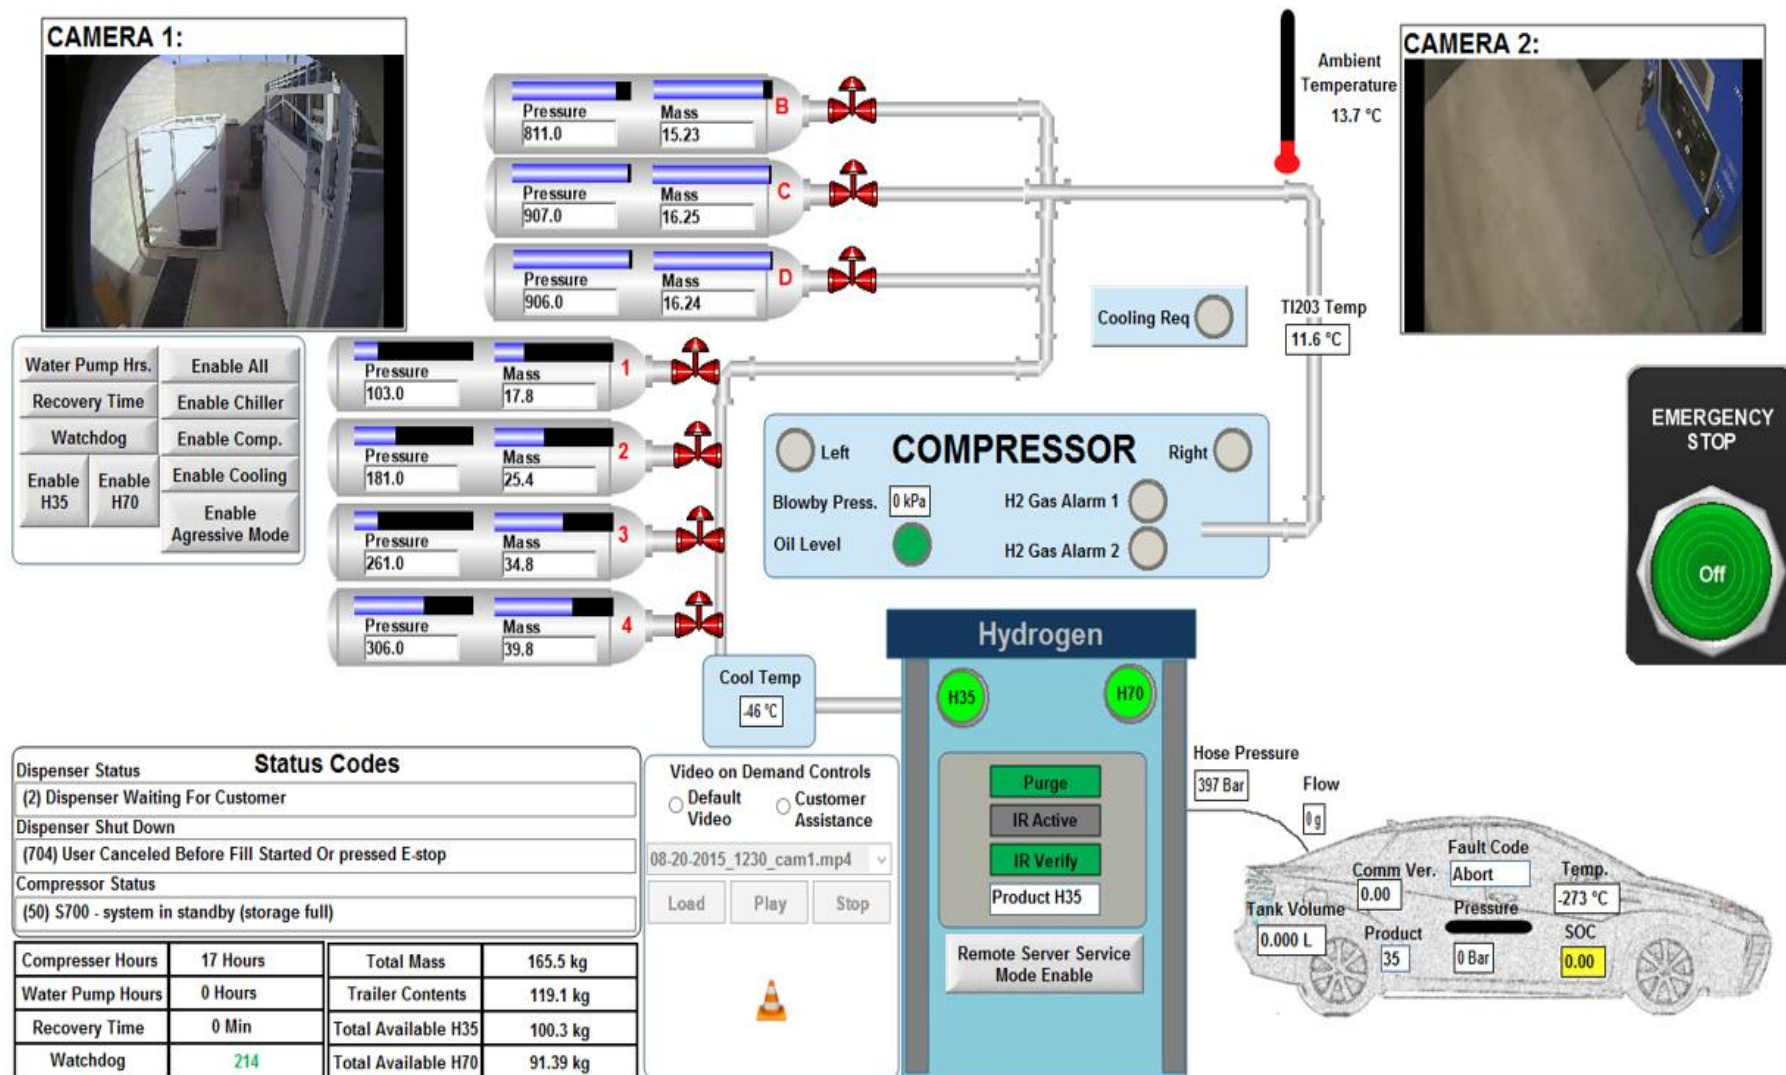 CAMERA 1:
Pressure
811.0
Mass
15.23
B
Pressure
907.0
Mass
16.25
C
Pressure
906.0
Mass
16.24
D
Ambient
Temperature
13.7 °C
CAMERA 2:
Water Pump Hrs.
Enable All
Recovery Time
Enable Chiller
Watchdog
Enable Comp.
Enable
H35
Enable
H70
Enable Cooling
Enable
Agressive Mode
Pressure
103.0
Mass
17.8
1
Pressure
181.0
Mass
25.4
2
Pressure
261.0
Mass
34.8
3
Pressure
306.0
Mass
39.8
4
Cooling Req
TI203 Temp
11.6 °C
Left
COMPRESSOR
Right
Blowby Press.
0 kPa
H2 Gas Alarm 1
Oil Level
H2 Gas Alarm 2
EMERGENCY
STOP
Off
Cool Temp
-46 °C
Hydrogen
H35
H70
Purge
IR Active
IR Verify
Product H35
Remote Server Service
Mode Enable
Status Codes
Dispenser Status
(2) Dispenser Waiting For Customer
Dispenser Shut Down
(704) User Canceled Before Fill Started Or pressed E-stop
Compressor Status
(50) S700 - system in standby (storage full)
Video on Demand Controls
Default
Video
Customer
Assistance
08-20-2015_1230_cam1.mp4
Load
Play
Stop
Compresser Hours
17 Hours
Total Mass
165.5 kg
Water Pump Hours
0 Hours
Trailer Contents
119.1 kg
Recovery Time
0 Min
Total Available H35
100.3 kg
Watchdog
214
Total Available H70
91.39 kg
Hose Pressure
397 Bar
Flow
0 g
Comm Ver.
0.00
Fault Code
Abort
Temp.
-273 °C
Tank Volume
0.000 L
Product
35
Pressure
0 Bar
SOC
0.00